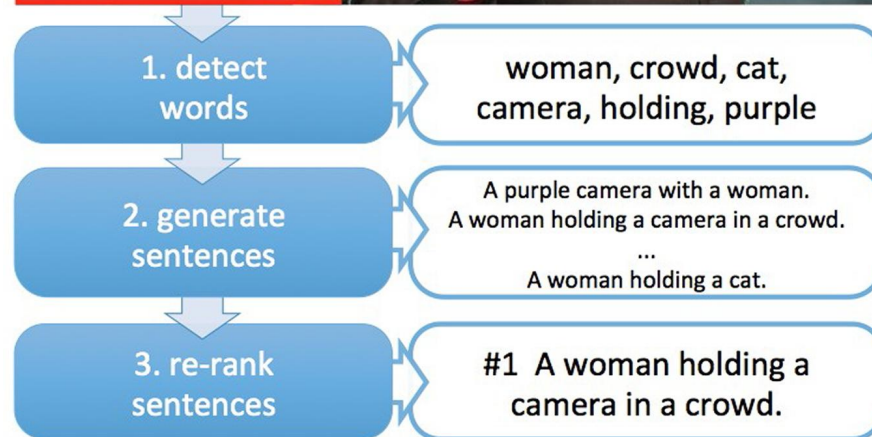 1. detect
words
woman, crowd, cat,
camera, holding, purple
2. generate
sentences
A purple camera with a woman.
A woman holding a camera in a crowd.
...
A woman holding a cat.
3. re-rank
sentences
#1 A woman holding a
camera in a crowd.